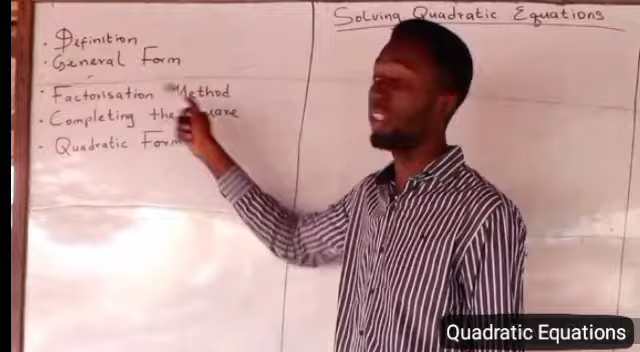 Solving Quadratic Equations
· Definition
· General Form
· Factorisation Method
· Completing the
· Quadratic
Quadratic Equations